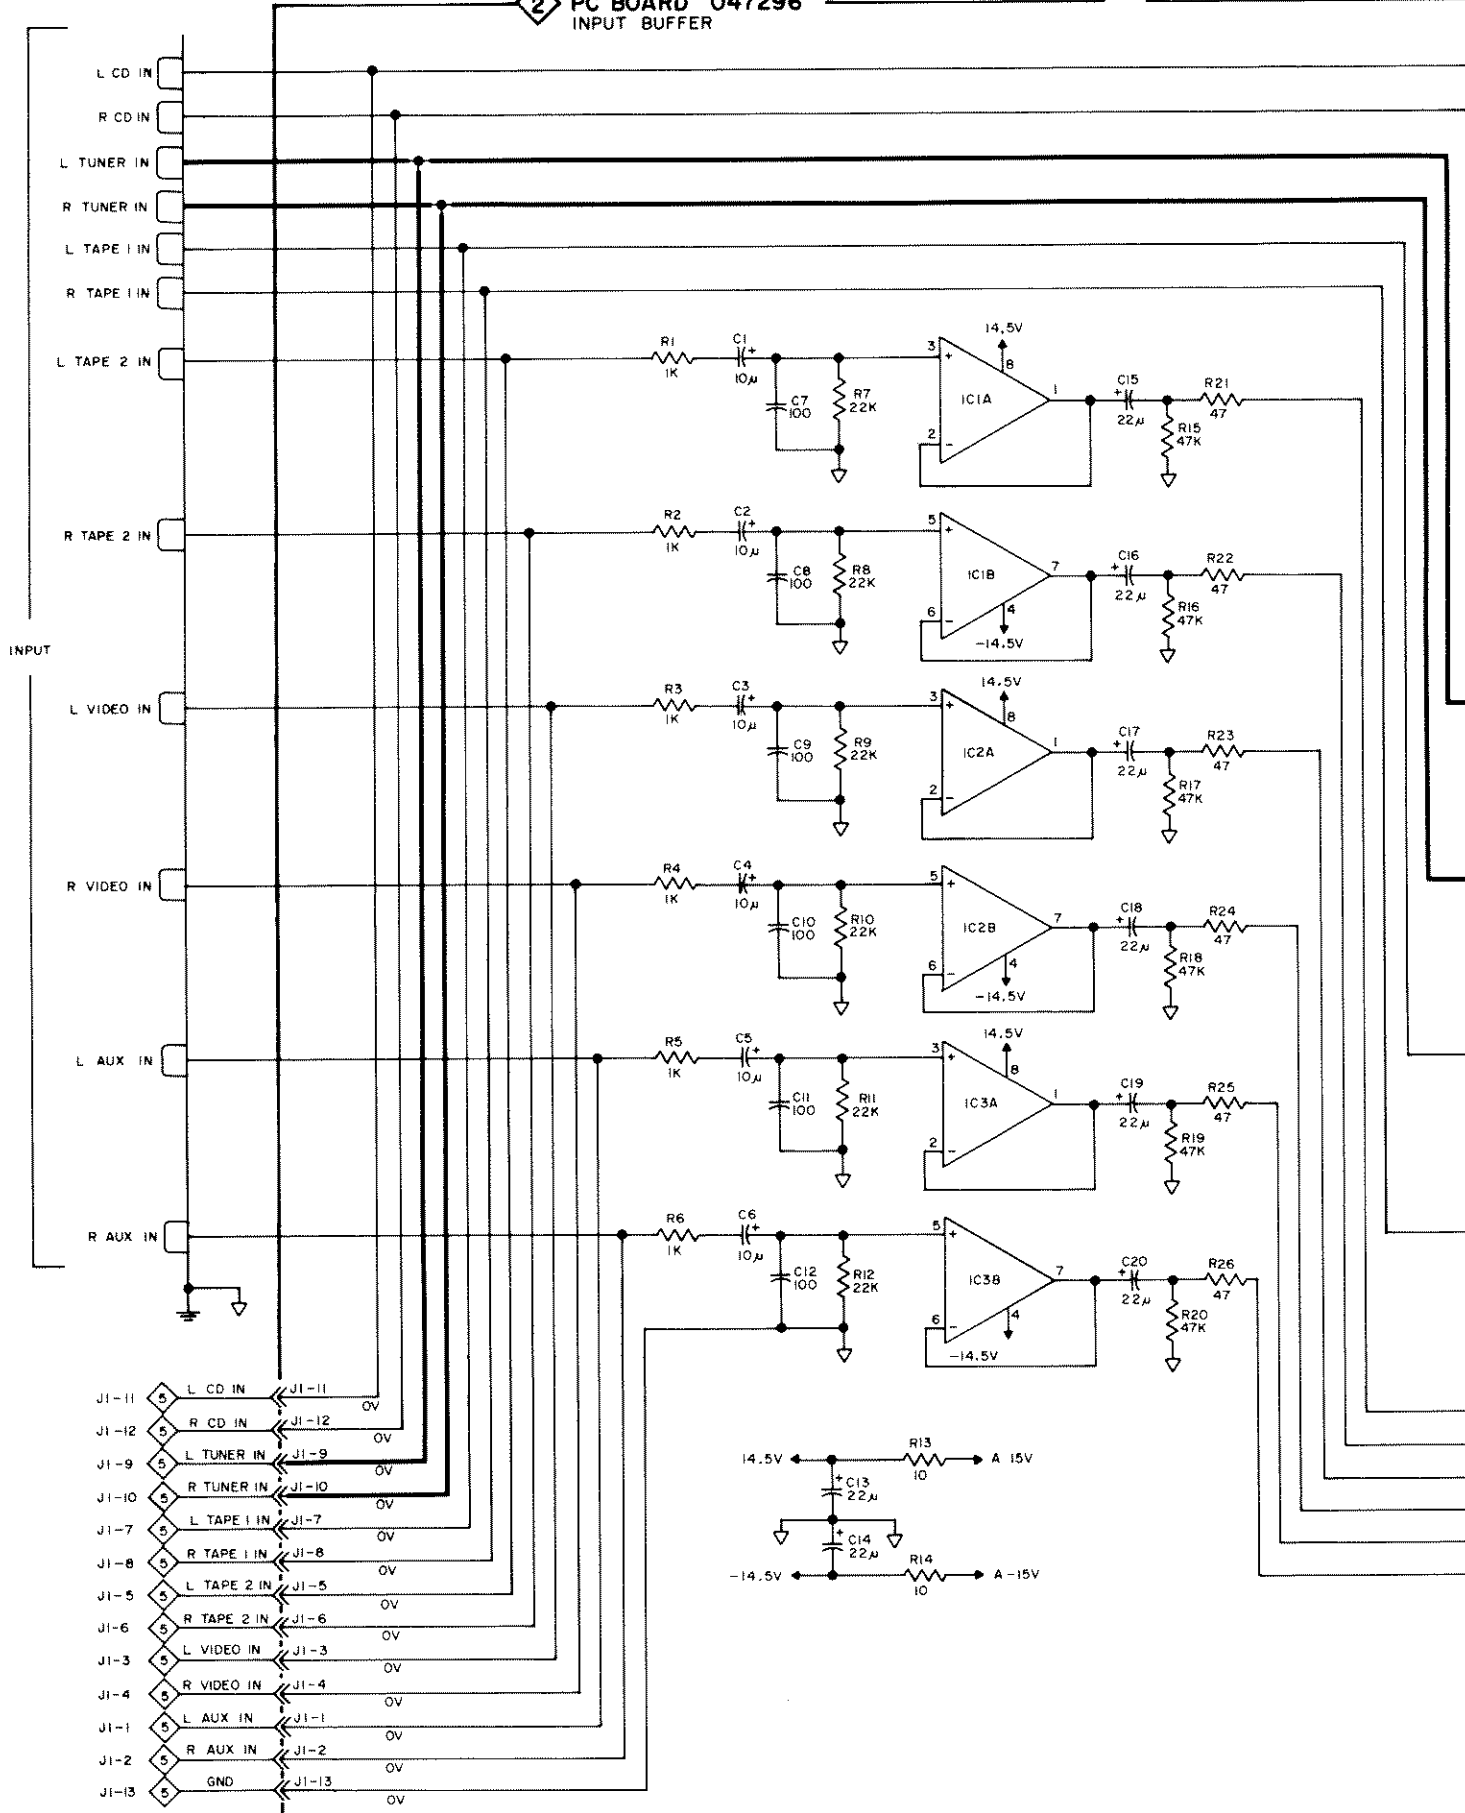 2 PC BOARD 047296
INPUT BUFFER
INPUT
L CD IN
R CD IN
L TUNER IN
R TUNER IN
L TAPE 1 IN
R TAPE 1 IN
L TAPE 2 IN
R1
1K
C1
+
10µ
C7
100
R7
22K
3
+
2
-
IC1A
14.5V
8
1
C15
+
22µ
R15
47K
R21
47
R TAPE 2 IN
R2
1K
C2
+
10µ
C8
100
R8
22K
5
+
6
-
IC1B
7
4
-14.5V
C16
+
22µ
R16
47K
R22
47
L VIDEO IN
R3
1K
C3
+
10µ
C9
100
R9
22K
3
+
2
-
IC2A
14.5V
8
1
C17
+
22µ
R17
47K
R23
47
R VIDEO IN
R4
1K
C4
+
10µ
C10
100
R10
22K
5
+
6
-
IC2B
7
4
-14.5V
C18
+
22µ
R18
47K
R24
47
L AUX IN
R5
1K
C5
+
10µ
C11
100
R11
22K
3
+
2
-
IC3A
14.5V
8
1
C19
+
22µ
R19
47K
R25
47
R AUX IN
R6
1K
C6
+
10µ
C12
100
R12
22K
5
+
6
-
IC3B
7
4
-14.5V
C20
+
22µ
R20
47K
R26
47
J1-11 5 L CD IN J1-11 0V
J1-12 5 R CD IN J1-12 0V
J1-9 5 L TUNER IN J1-9 0V
J1-10 5 R TUNER IN J1-10 0V
J1-7 5 L TAPE 1 IN J1-7 0V
J1-8 5 R TAPE 1 IN J1-8 0V
J1-5 5 L TAPE 2 IN J1-5 0V
J1-6 5 R TAPE 2 IN J1-6 0V
J1-3 5 L VIDEO IN J1-3 0V
J1-4 5 R VIDEO IN J1-4 0V
J1-1 5 L AUX IN J1-1 0V
J1-2 5 R AUX IN J1-2 0V
J1-13 5 GND J1-13 0V
14.5V
R13
10
A 15V
+
C13
22µ
+
C14
22µ
-14.5V
R14
10
A -15V